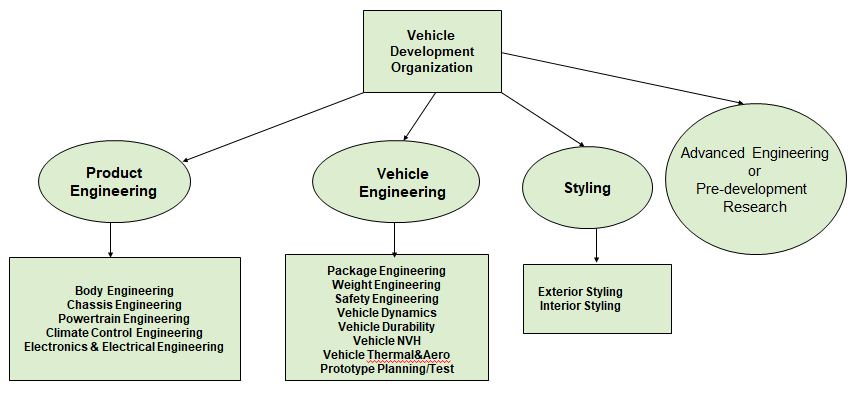 Vehicle
Development
Organization
Product
Engineering
Vehicle
Engineering
Styling
Advanced Engineering
or
Pre-development
Research
Body Engineering
Chassis Engineering
Powertrain Engineering
Climate Control Engineering
Electronics & Electrical Engineering
Package Engineering
Weight Engineering
Safety Engineering
Vehicle Dynamics
Vehicle Durability
Vehicle NVH
Vehicle Thermal&Aero
Prototype Planning/Test
Exterior Styling
Interior Styling